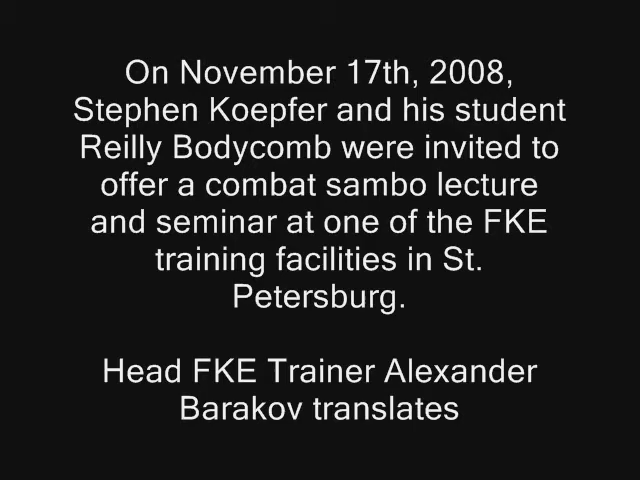 On November 17th, 2008,
Stephen Koepfer and his student
Reilly Bodycomb were invited to
offer a combat sambo lecture
and seminar at one of the FKE
training facilities in St.
Petersburg.
Head FKE Trainer Alexander
Barakov translates